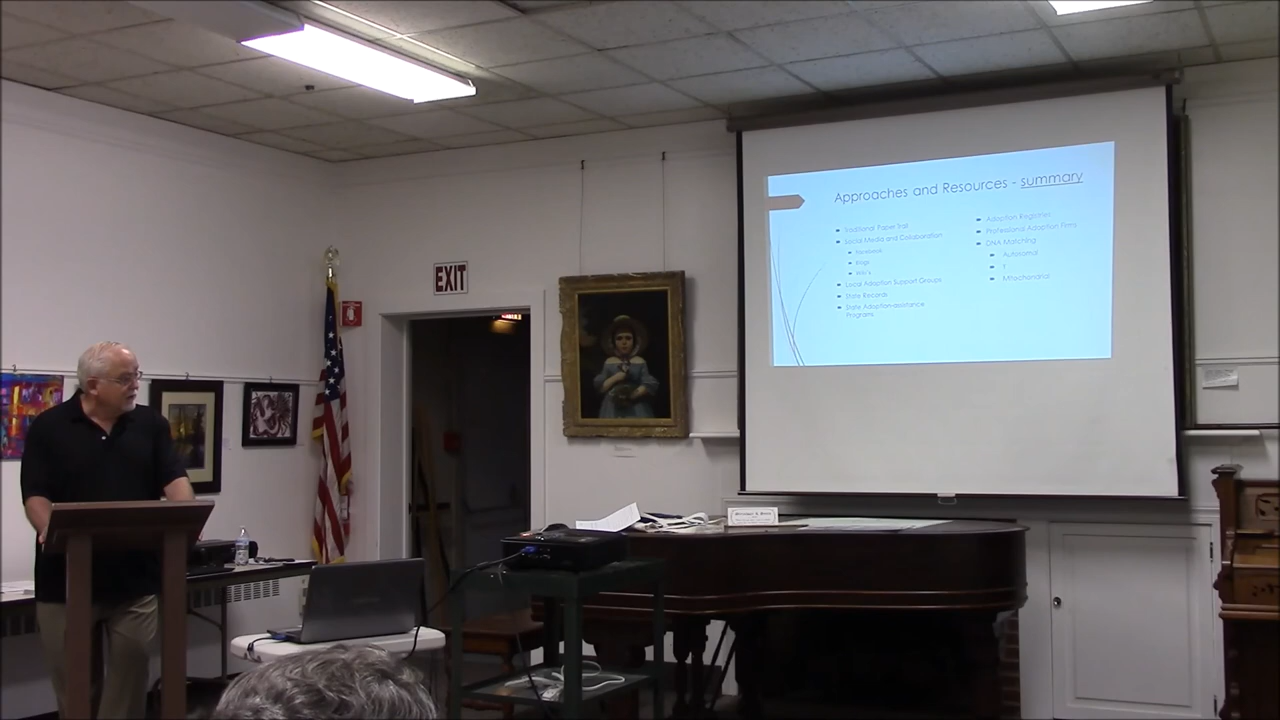 EXIT
Approaches and Resources - summary
Traditional Paper Trail
Social Media and Collaboration
Facebook
Blogs
Wiki's
Local Adoption Support Groups
State Records
State Adoption-assistance
Programs
Adoption Registries
Professional Adoption Firms
DNA Matching
Autosomal
Y
Mitochondrial